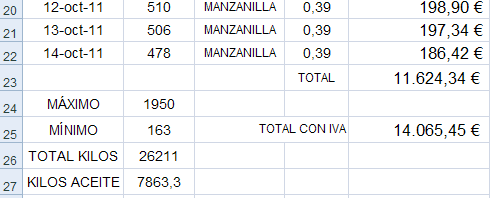 20 12-oct-11 510 MANZANILLA 0,39 198,90 €
21 13-oct-11 506 MANZANILLA 0,39 197,34 €
22 14-oct-11 478 MANZANILLA 0,39 186,42 €
23 TOTAL 11.624,34 €
24 MÁXIMO 1950
25 MÍNIMO 163 TOTAL CON IVA 14.065,45 €
26 TOTAL KILOS 26211
27 KILOS ACEITE 7863,3